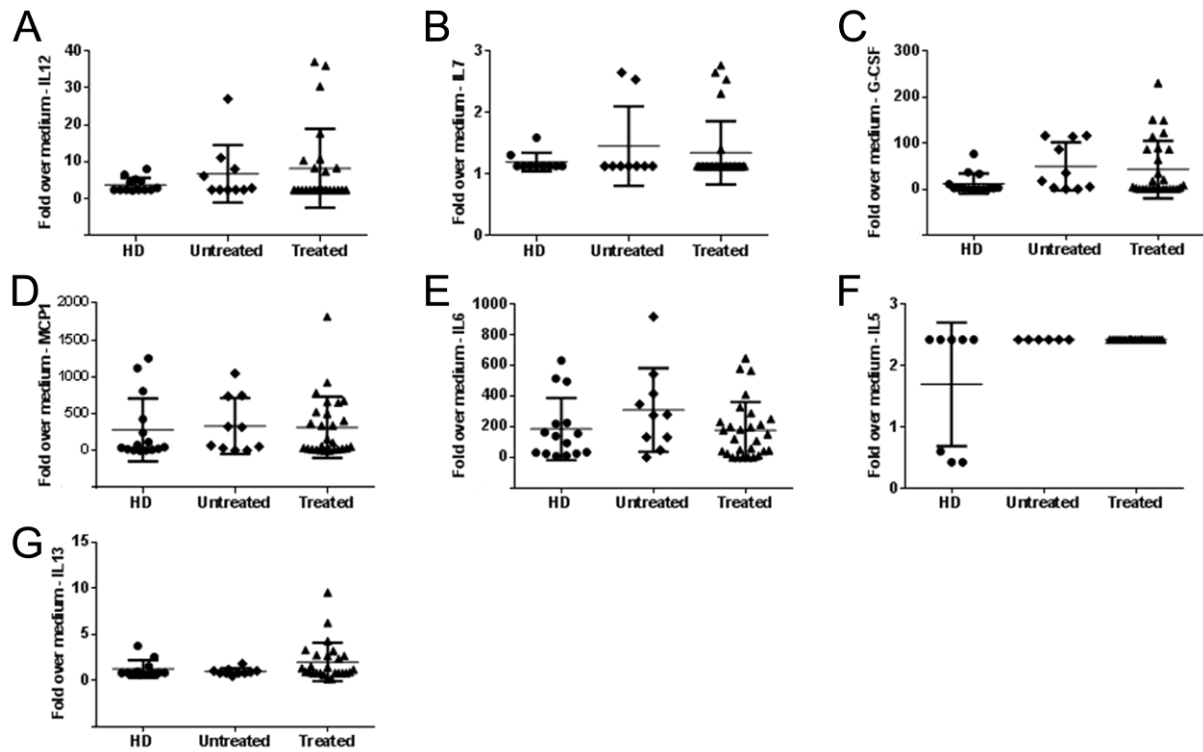 A
Fold over medium - IL12
40
30
20
10
0
HD Untreated Treated
B
Fold over medium - IL7
3
2
1
0
HD Untreated Treated
C
Fold over medium - G-CSF
300
200
100
0
HD Untreated Treated
D
Fold over medium - MCP1
2000
1500
1000
500
0
HD Untreated Treated
E
Fold over medium - IL6
1000
800
600
400
200
0
HD Untreated Treated
F
Fold over medium - IL5
3
2
1
0
HD Untreated Treated
G
Fold over medium - IL13
15
10
5
0
HD Untreated Treated